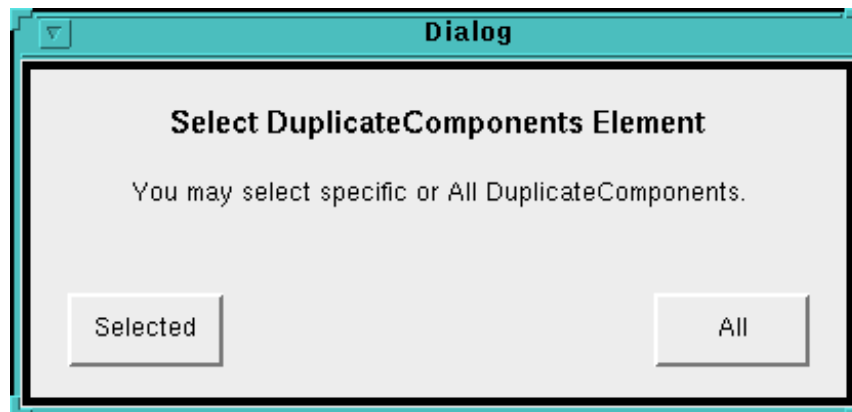 Dialog
Select DuplicateComponents Element
You may select specific or All DuplicateComponents.
Selected
All